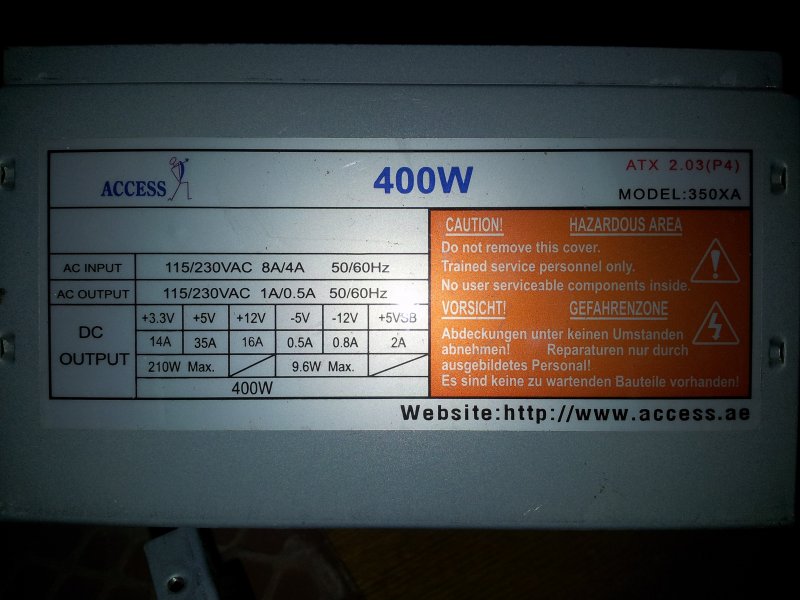 ACCESS
400W
ATX 2.03(P4)
MODEL:350XA
AC INPUT 115/230VAC 8A/4A 50/60Hz
AC OUTPUT 115/230VAC 1A/0.5A 50/60Hz
DC OUTPUT
+3.3V +5V +12V -5V -12V +5VSB
14A 35A 16A 0.5A 0.8A 2A
210W Max. 9.6W Max.
400W
CAUTION! HAZARDOUS AREA
Do not remove this cover.
Trained service personnel only.
No user serviceable components inside.
VORSICHT! GEFAHRENZONE
Abdeckungen unter keinen Umstanden
abnehmen! Reparaturen nur durch
ausgebildetes Personal!
Es sind keine zu wartenden Bauteile vorhanden!
Website:http://www.access.ae